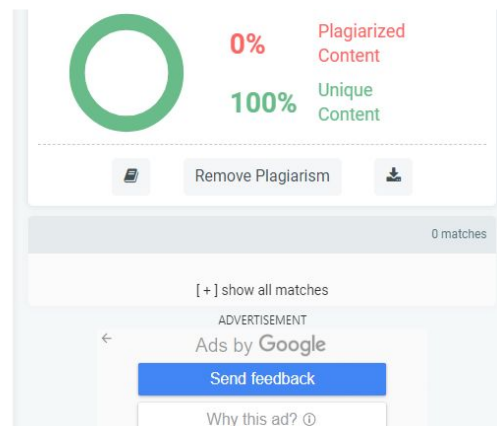 0%
Plagiarized
Content
100%
Unique
Content
Remove Plagiarism
0 matches
[ + ] show all matches
ADVERTISEMENT
Ads by Google
Send feedback
Why this ad?